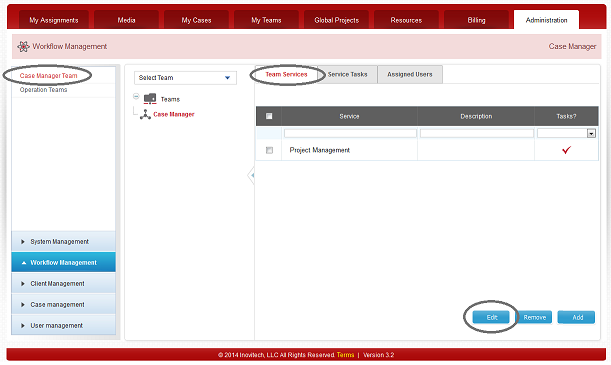 My Assignments Media My Cases My Teams Global Projects Resources Billing Administration
Workflow Management Case Manager
Case Manager Team
Operation Teams
System Management
Workflow Management
Client Management
Case management
User management
Select Team
Teams
Case Manager
Team Services Service Tasks Assigned Users
Service Description Tasks?
Project Management
Edit Remove Add
© 2014 Inovitech, LLC All Rights Reserved. Terms | Version 3.2